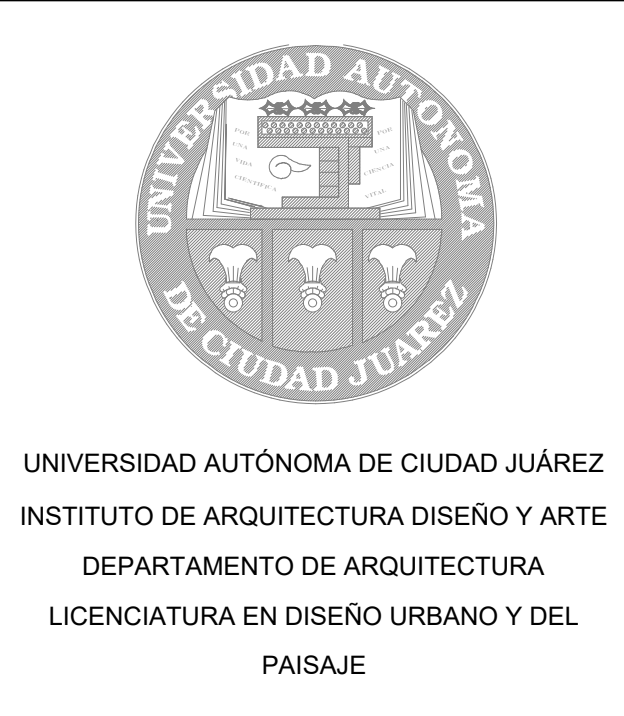 UNIVERSIDAD AUTONOMA
DE CIUDAD JUAREZ
POR
UNA
VIDA
CIENTIFICA
POR
UNA
CIENCIA
VITAL
UNIVERSIDAD AUTÓNOMA DE CIUDAD JUÁREZ
INSTITUTO DE ARQUITECTURA DISEÑO Y ARTE
DEPARTAMENTO DE ARQUITECTURA
LICENCIATURA EN DISEÑO URBANO Y DEL
PAISAJE